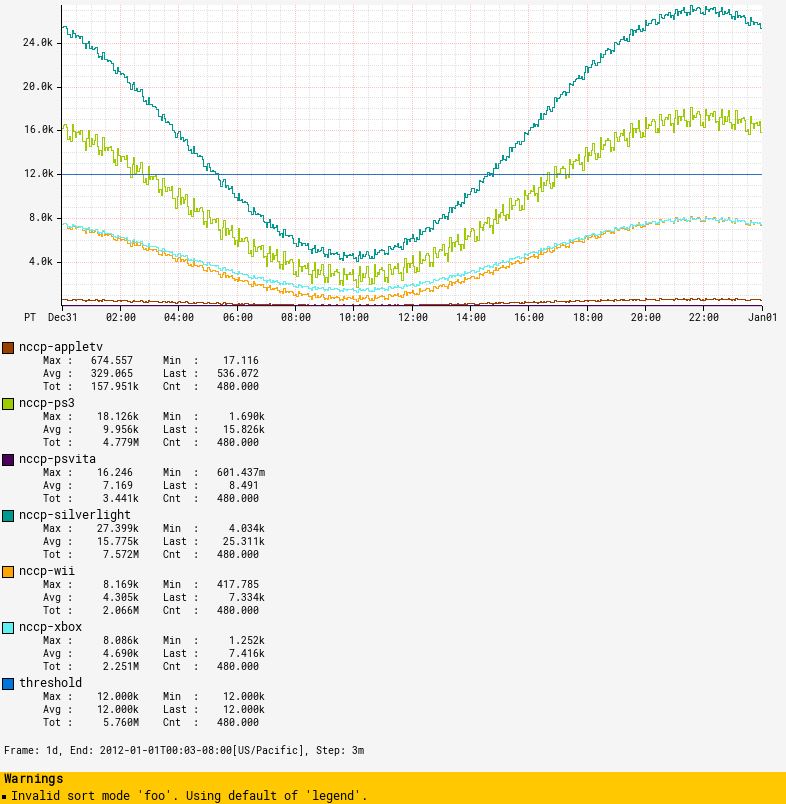 24.0k
20.0k
16.0k
12.0k
8.0k
4.0k
PT Dec31 02:00 04:00 06:00 08:00 10:00 12:00 14:00 16:00 18:00 20:00 22:00 Jan01
nccp-appletv
Max : 674.557 Min : 17.116
Avg : 329.065 Last : 536.072
Tot : 157.951k Cnt : 480.000
nccp-ps3
Max : 18.126k Min : 1.690k
Avg : 9.956k Last : 15.826k
Tot : 4.779M Cnt : 480.000
nccp-psvita
Max : 16.246 Min : 601.437m
Avg : 7.169 Last : 8.491
Tot : 3.441k Cnt : 480.000
nccp-silverlight
Max : 27.399k Min : 4.034k
Avg : 15.775k Last : 25.311k
Tot : 7.572M Cnt : 480.000
nccp-wii
Max : 8.169k Min : 417.785
Avg : 4.305k Last : 7.334k
Tot : 2.066M Cnt : 480.000
nccp-xbox
Max : 8.086k Min : 1.252k
Avg : 4.690k Last : 7.416k
Tot : 2.251M Cnt : 480.000
threshold
Max : 12.000k Min : 12.000k
Avg : 12.000k Last : 12.000k
Tot : 5.760M Cnt : 480.000
Frame: 1d, End: 2012-01-01T00:03-08:00[US/Pacific], Step: 3m
Warnings
Invalid sort mode 'foo'. Using default of 'legend'.